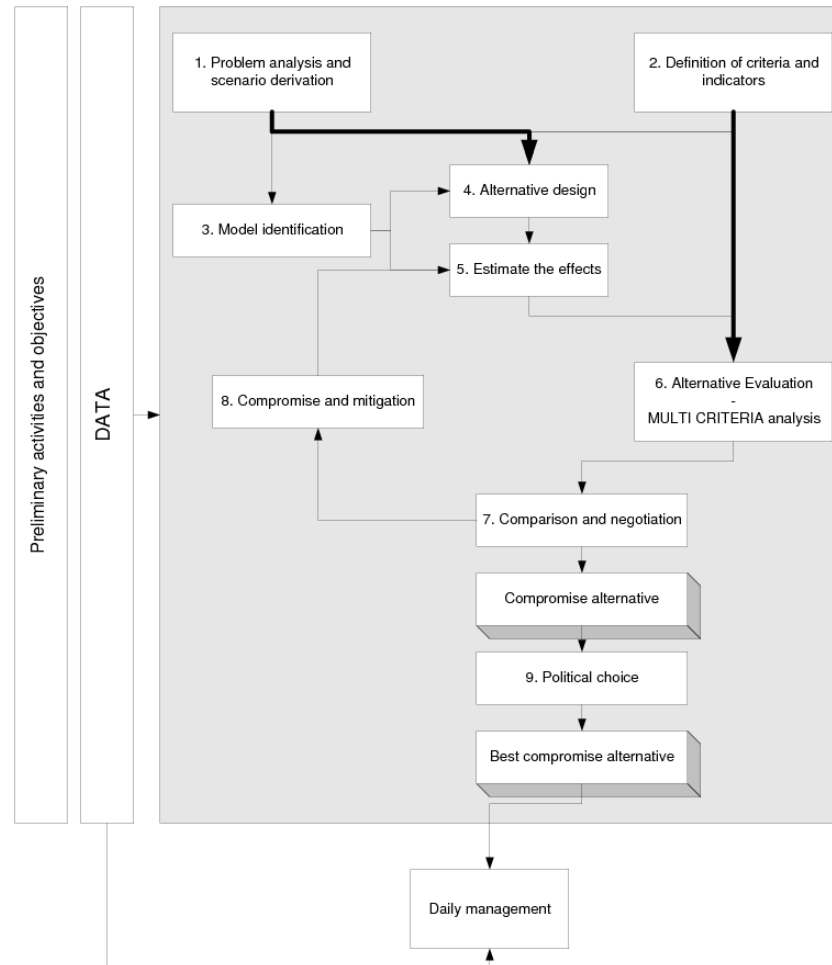 Preliminary activities and objectives
DATA
1. Problem analysis and
scenario derivation
2. Definition of criteria and
indicators
3. Model identification
4. Alternative design
5. Estimate the effects
6. Alternative Evaluation
-
MULTI CRITERIA analysis
8. Compromise and mitigation
7. Comparison and negotiation
Compromise alternative
9. Political choice
Best compromise alternative
Daily management